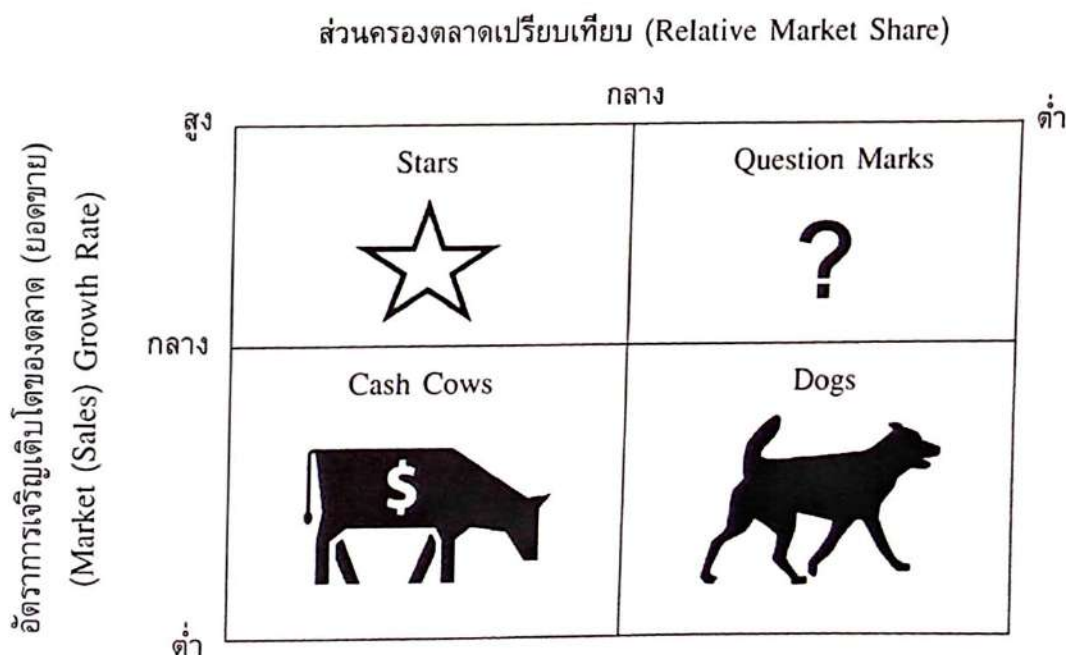 ส่วนครองตลาดเปรียบเทียบ (Relative Market Share)
กลาง
สูง
ต่ำ
Stars
Question Marks
?
อัตราการเจริญเติบโตของตลาด (ยอดขาย)
(Market (Sales) Growth Rate)
กลาง
Cash Cows
Dogs
$
ต่ำ